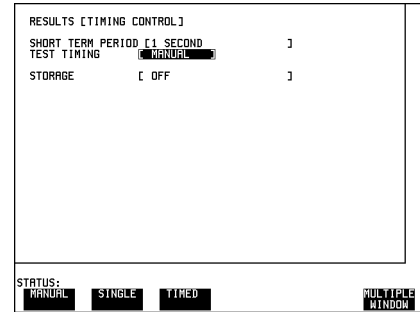 RESULTS [TIMING CONTROL]
SHORT TERM PERIOD [1 SECOND ]
TEST TIMING [ MANUAL ]
STORAGE [ OFF ]
STATUS:
MANUAL SINGLE TIMED MULTIPLE
WINDOW